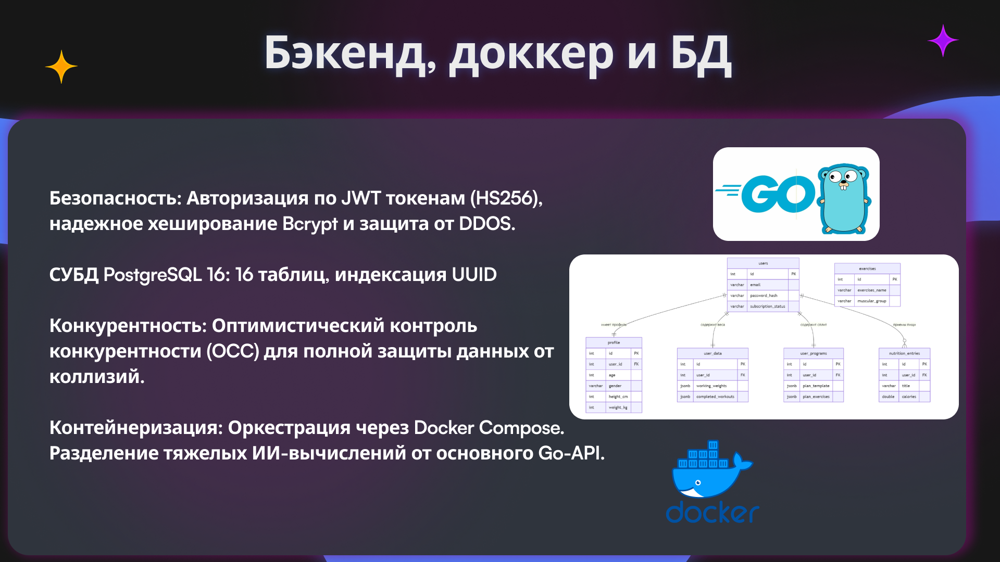 Бэкенд, доккер и БД
Безопасность: Авторизация по JWT токенам (HS256),
надежное хеширование Bcrypt и защита от DDOS.
СУБД PostgreSQL 16: 16 таблиц, индексация UUID
Конкурентность: Оптимистический контроль
конкурентности (OCC) для полной защиты данных от
коллизий.
Контейнеризация: Оркестрация через Docker Compose.
Разделение тяжелых ИИ-вычислений от основного Go-API.
GO
users
int id PK
varchar email
varchar password_hash
varchar subscription_status
exercises
int id PK
varchar exercises_name
varchar muscular_group
имеет профиль
содержит веса
содержит сплит
приемы пищи
profile
int id PK
int user_id FK
int age
varchar gender
int height_cm
int weight_kg
user_data
int id PK
int user_id FK
jsonb working_weights
jsonb completed_workouts
user_programs
int id PK
int user_id FK
jsonb plan_template
jsonb plan_exercises
nutrition_entries
int id PK
int user_id FK
varchar title
double calories
docker